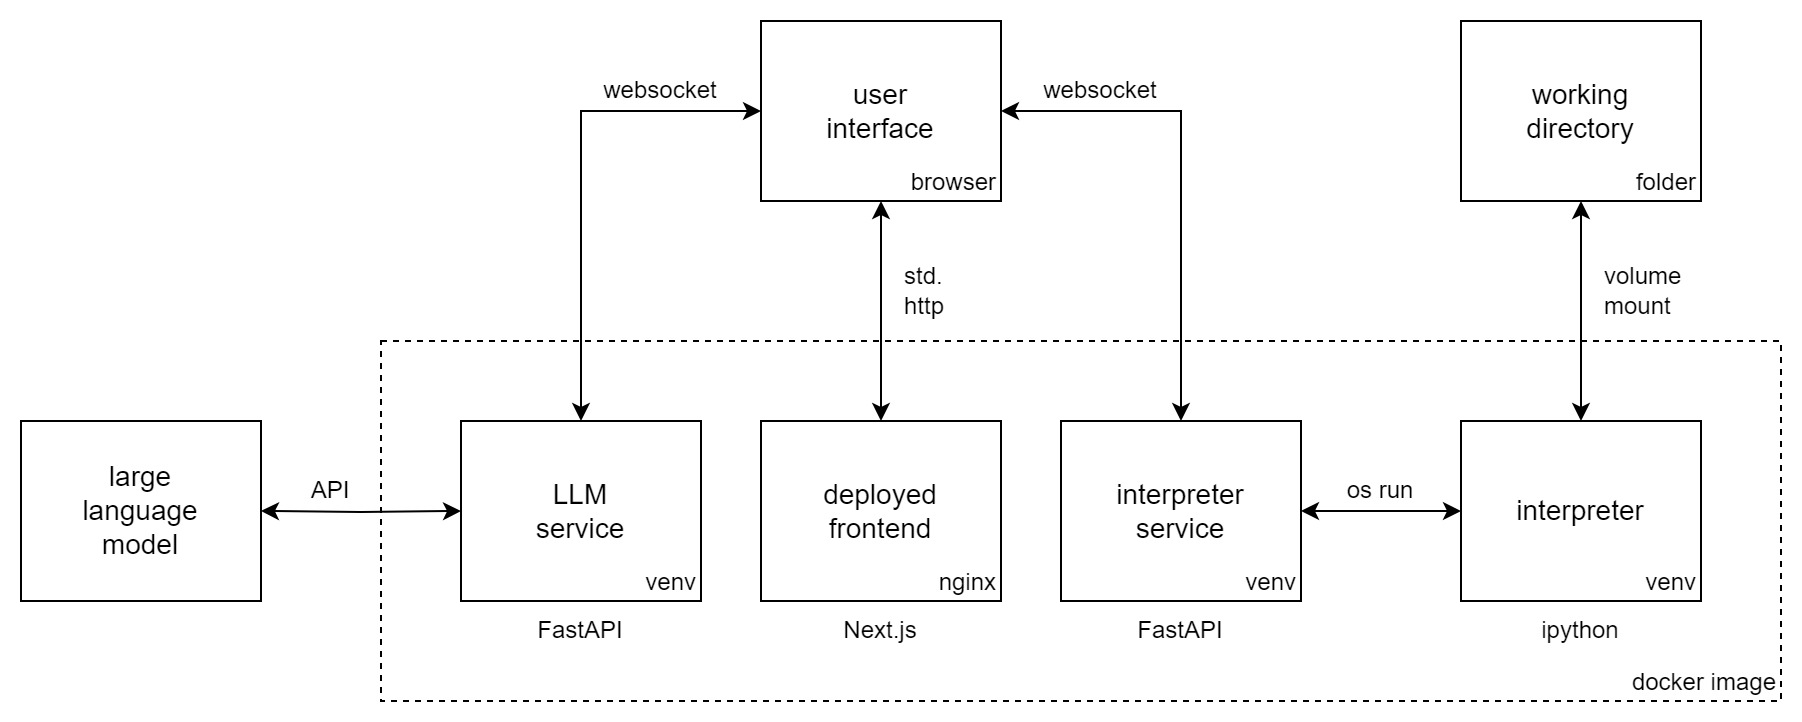 websocket
user
interface
browser
websocket
working
directory
folder
std.
http
volume
mount
large
language
model
API
LLM
service
venv
FastAPI
deployed
frontend
nginx
Next.js
interpreter
service
venv
FastAPI
os run
interpreter
venv
ipython
docker image